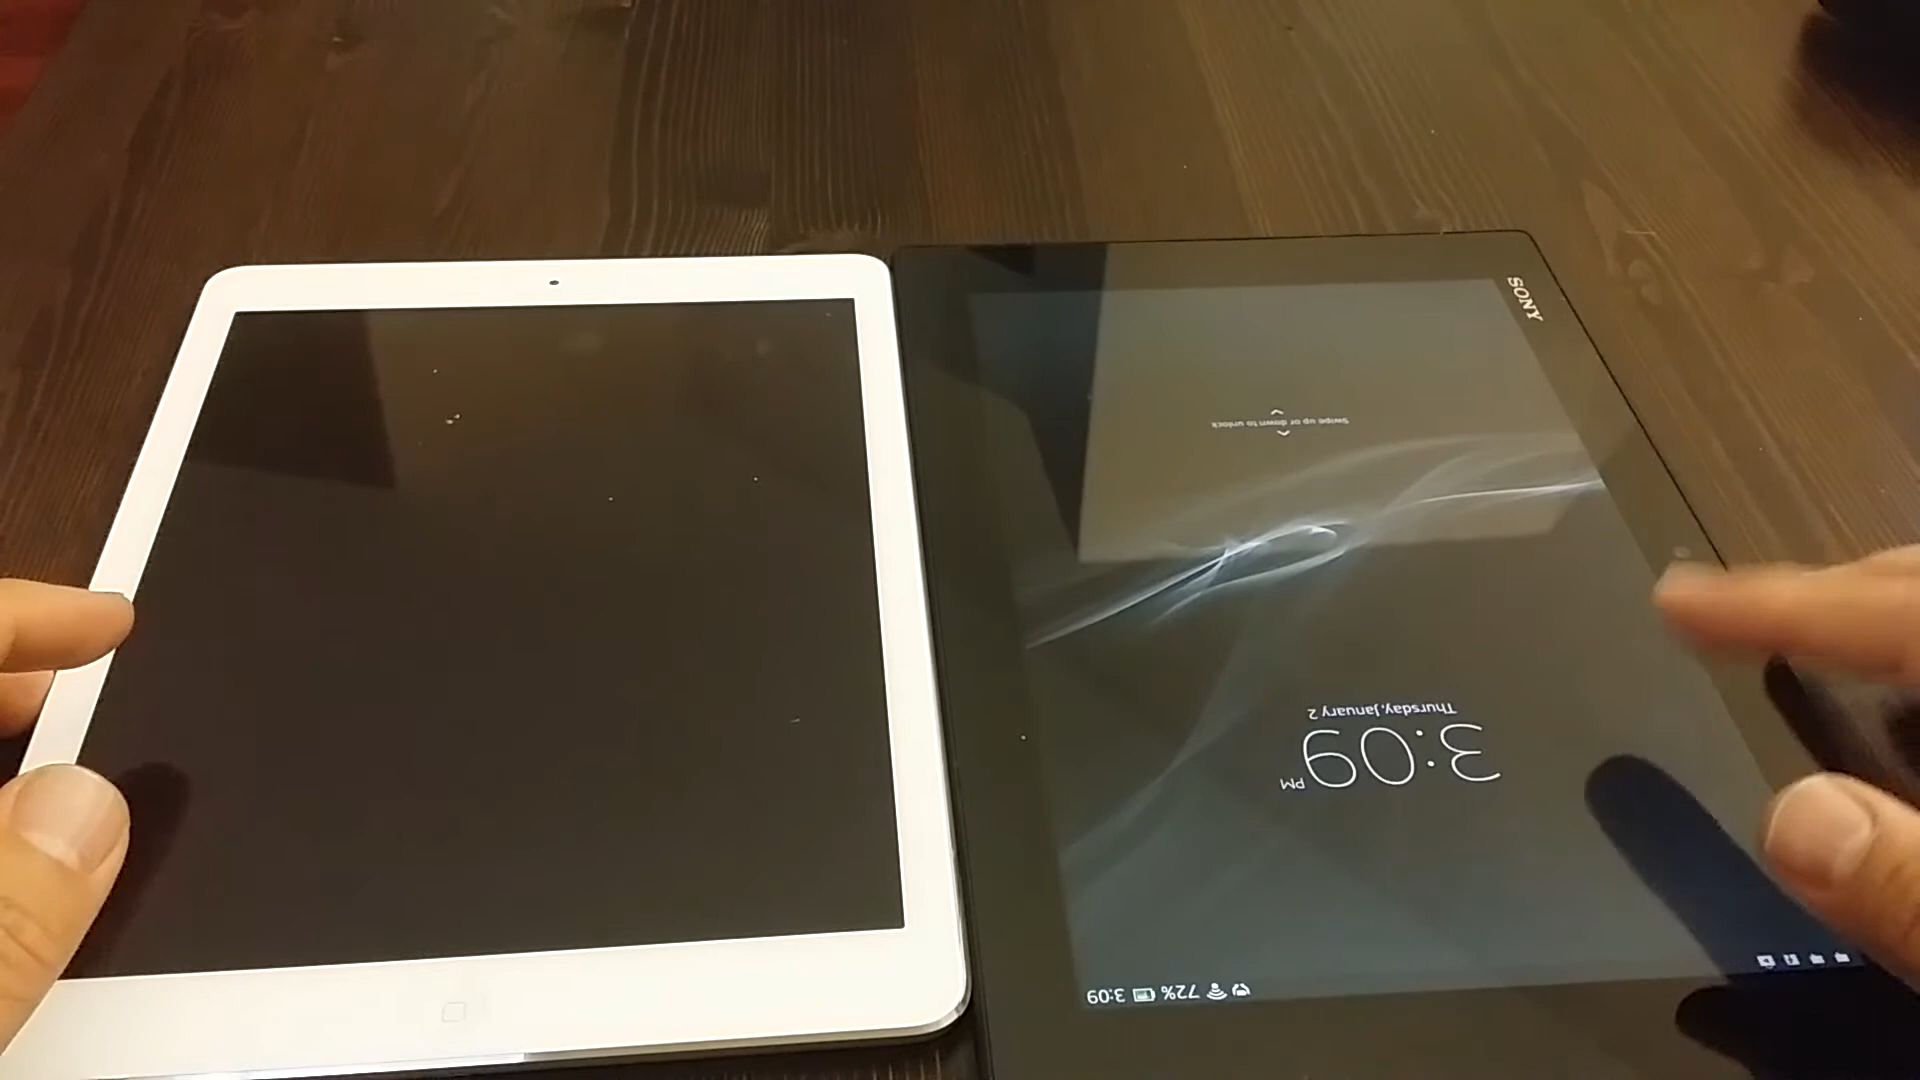 SONY
3:09 72%
3:09 PM
Thursday, January 2
Swipe up or down to unlock